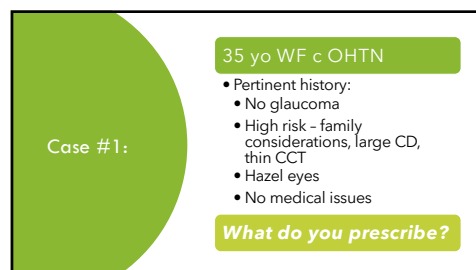 Case #1:
35 yo WF c OHTN
• Pertinent history:
• No glaucoma
• High risk – family
considerations, large CD,
thin CCT
• Hazel eyes
• No medical issues
What do you prescribe?